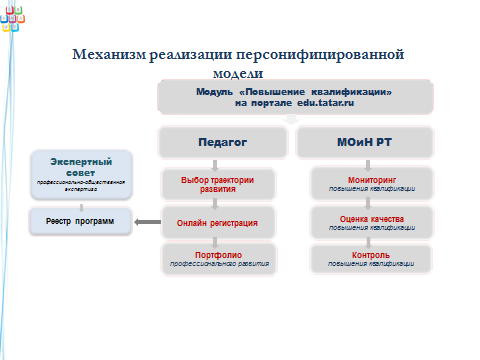 Механизм реализации персонифицированной
модели
Модуль «Повышение квалификации»
на портале edu.tatar.ru
Педагог
МОиН РТ
Экспертный
совет
профессионально-общественная
экспертиза
Реестр программ
Выбор траектории
развития
Онлайн регистрация
Портфолио
профессионального развития
Мониторинг
повышения квалификации
Оценка качества
повышения квалификации
Контроль
повышения квалификации